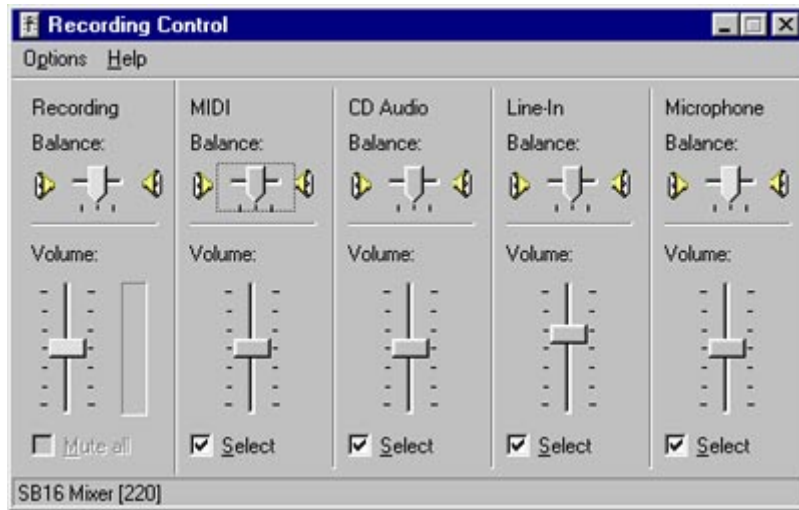 Recording Control
Options Help
Recording MIDI CD Audio Line-In Microphone
Balance: Balance: Balance: Balance: Balance:
Volume: Volume: Volume: Volume: Volume:
Mute all Select Select Select Select
SB16 Mixer [220]